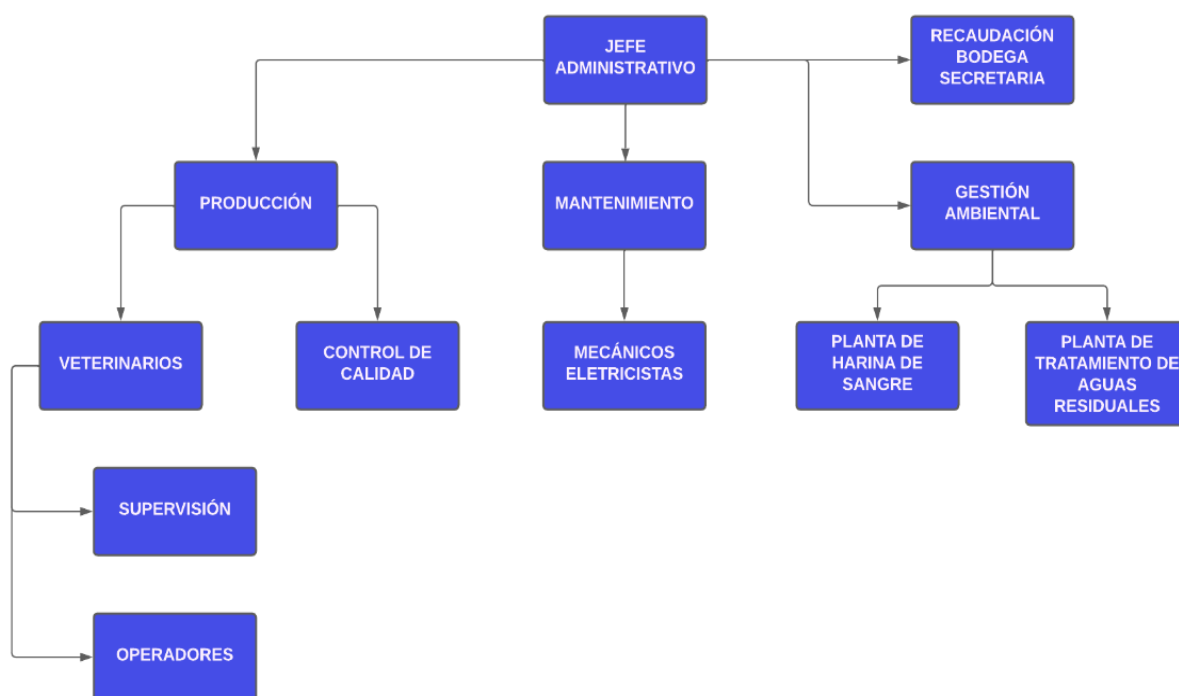 JEFE
ADMINISTRATIVO
RECAUDACIÓN
BODEGA
SECRETARIA
PRODUCCIÓN
MANTENIMIENTO
GESTIÓN
AMBIENTAL
VETERINARIOS
CONTROL DE
CALIDAD
MECÁNICOS
ELETRICISTAS
PLANTA DE
HARINA DE
SANGRE
PLANTA DE
TRATAMIENTO DE
AGUAS
RESIDUALES
SUPERVISIÓN
OPERADORES